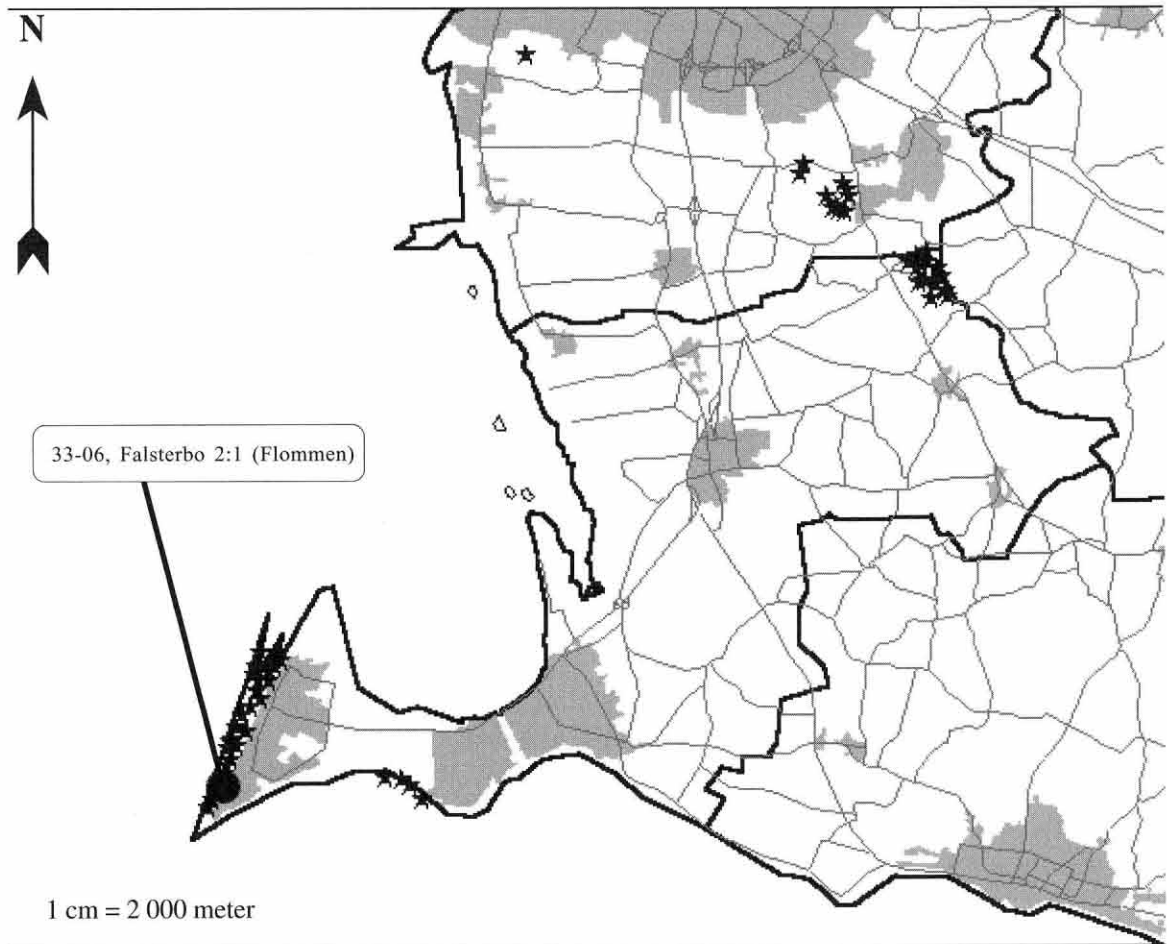 N
33-06, Falsterbo 2:1 (Flommen)
1 cm = 2 000 meter